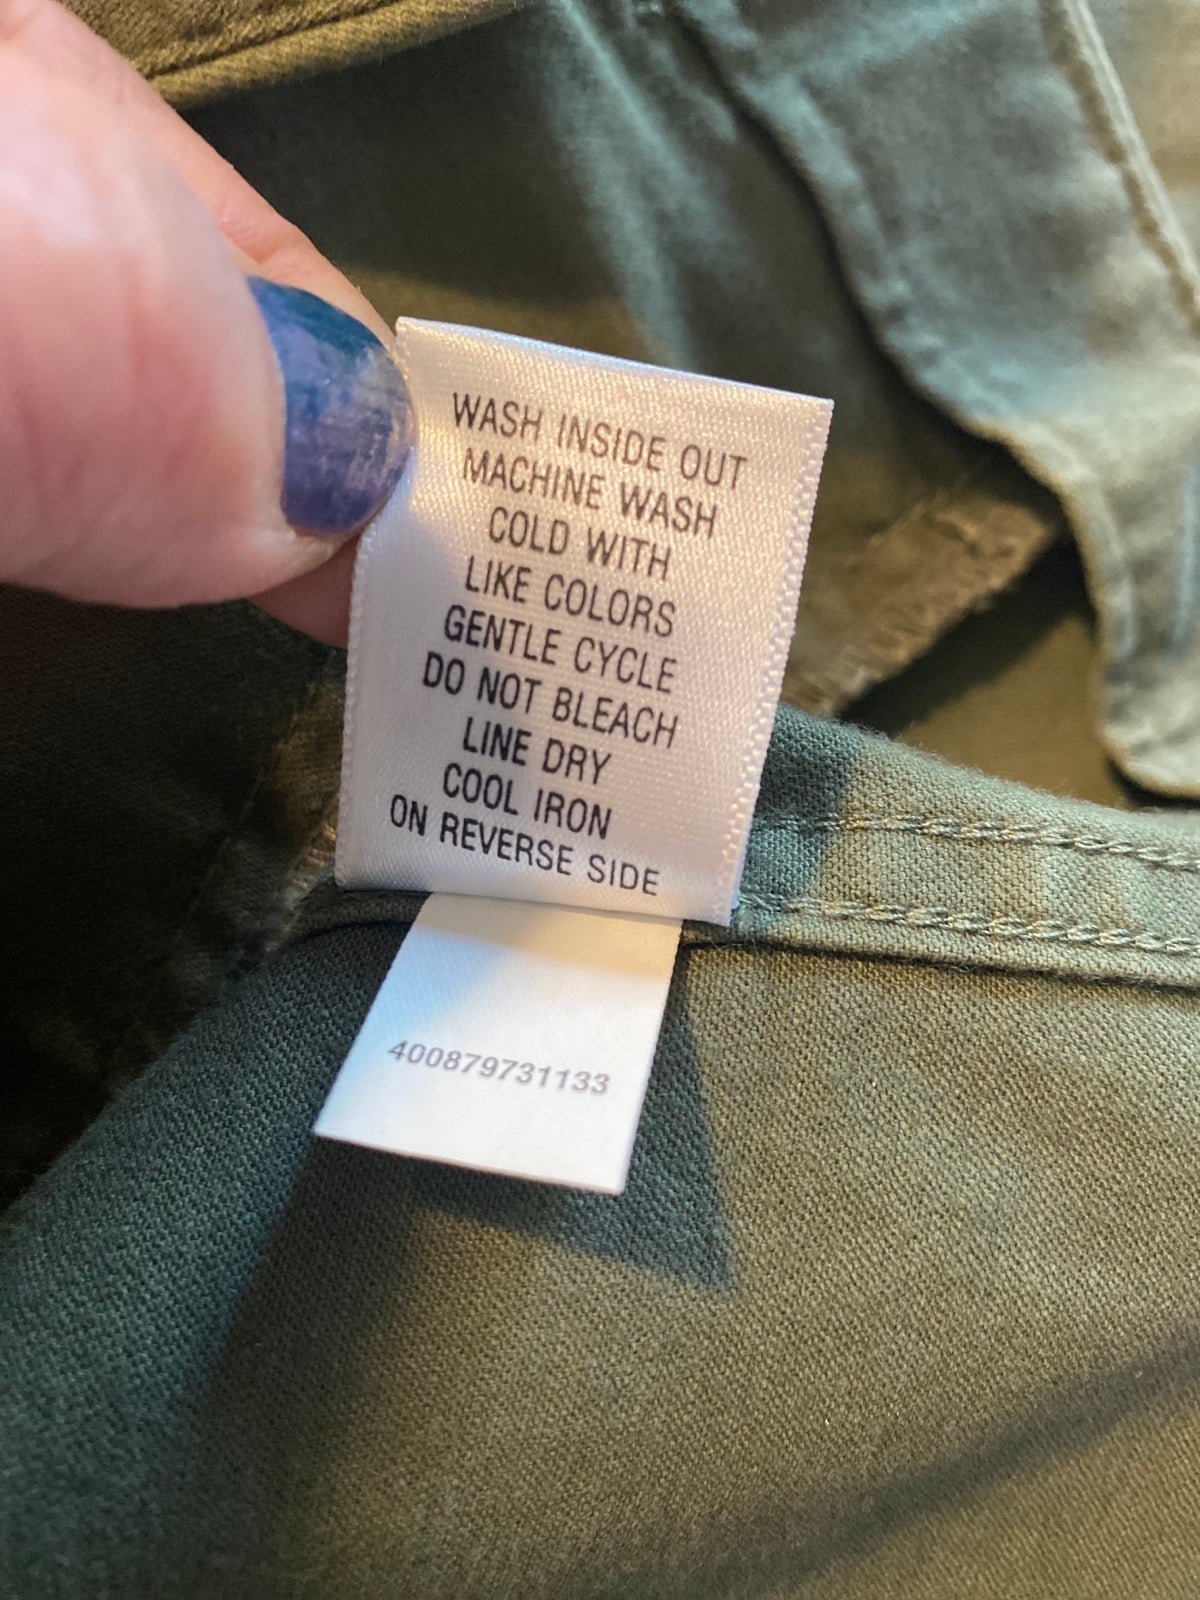 WASH INSIDE OUT
MACHINE WASH
COLD WITH
LIKE COLORS
GENTLE CYCLE
DO NOT BLEACH
LINE DRY
COOL IRON
ON REVERSE SIDE
400879731133